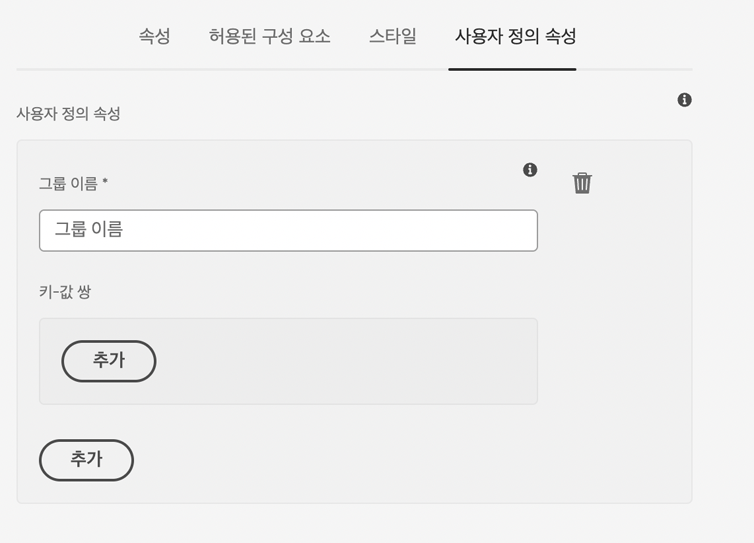 속성 허용된 구성 요소 스타일 사용자 정의 속성
사용자 정의 속성
그룹 이름 *
그룹 이름
키-값 쌍
추가
추가